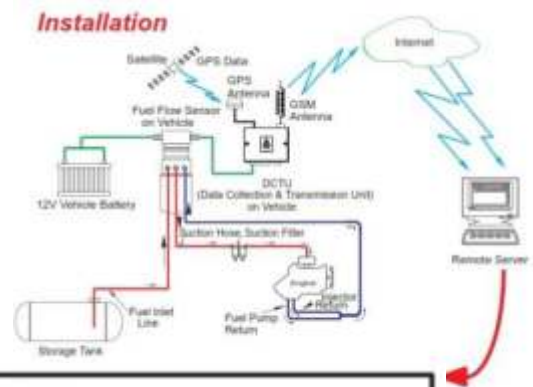 Installation
Satellite
GPS Data
Internet
GPS
Antenna
GSM
Antenna
Fuel Flow Sensor
on Vehicle
12V Vehicle Battery
DCTU
(Data Collection & Transmission Unit)
on Vehicle
Suction Hose, Suction Filter
Remote Server
Engine
Injector
Return
Fuel Inlet
Line
Fuel Pump
Return
Storage Tank